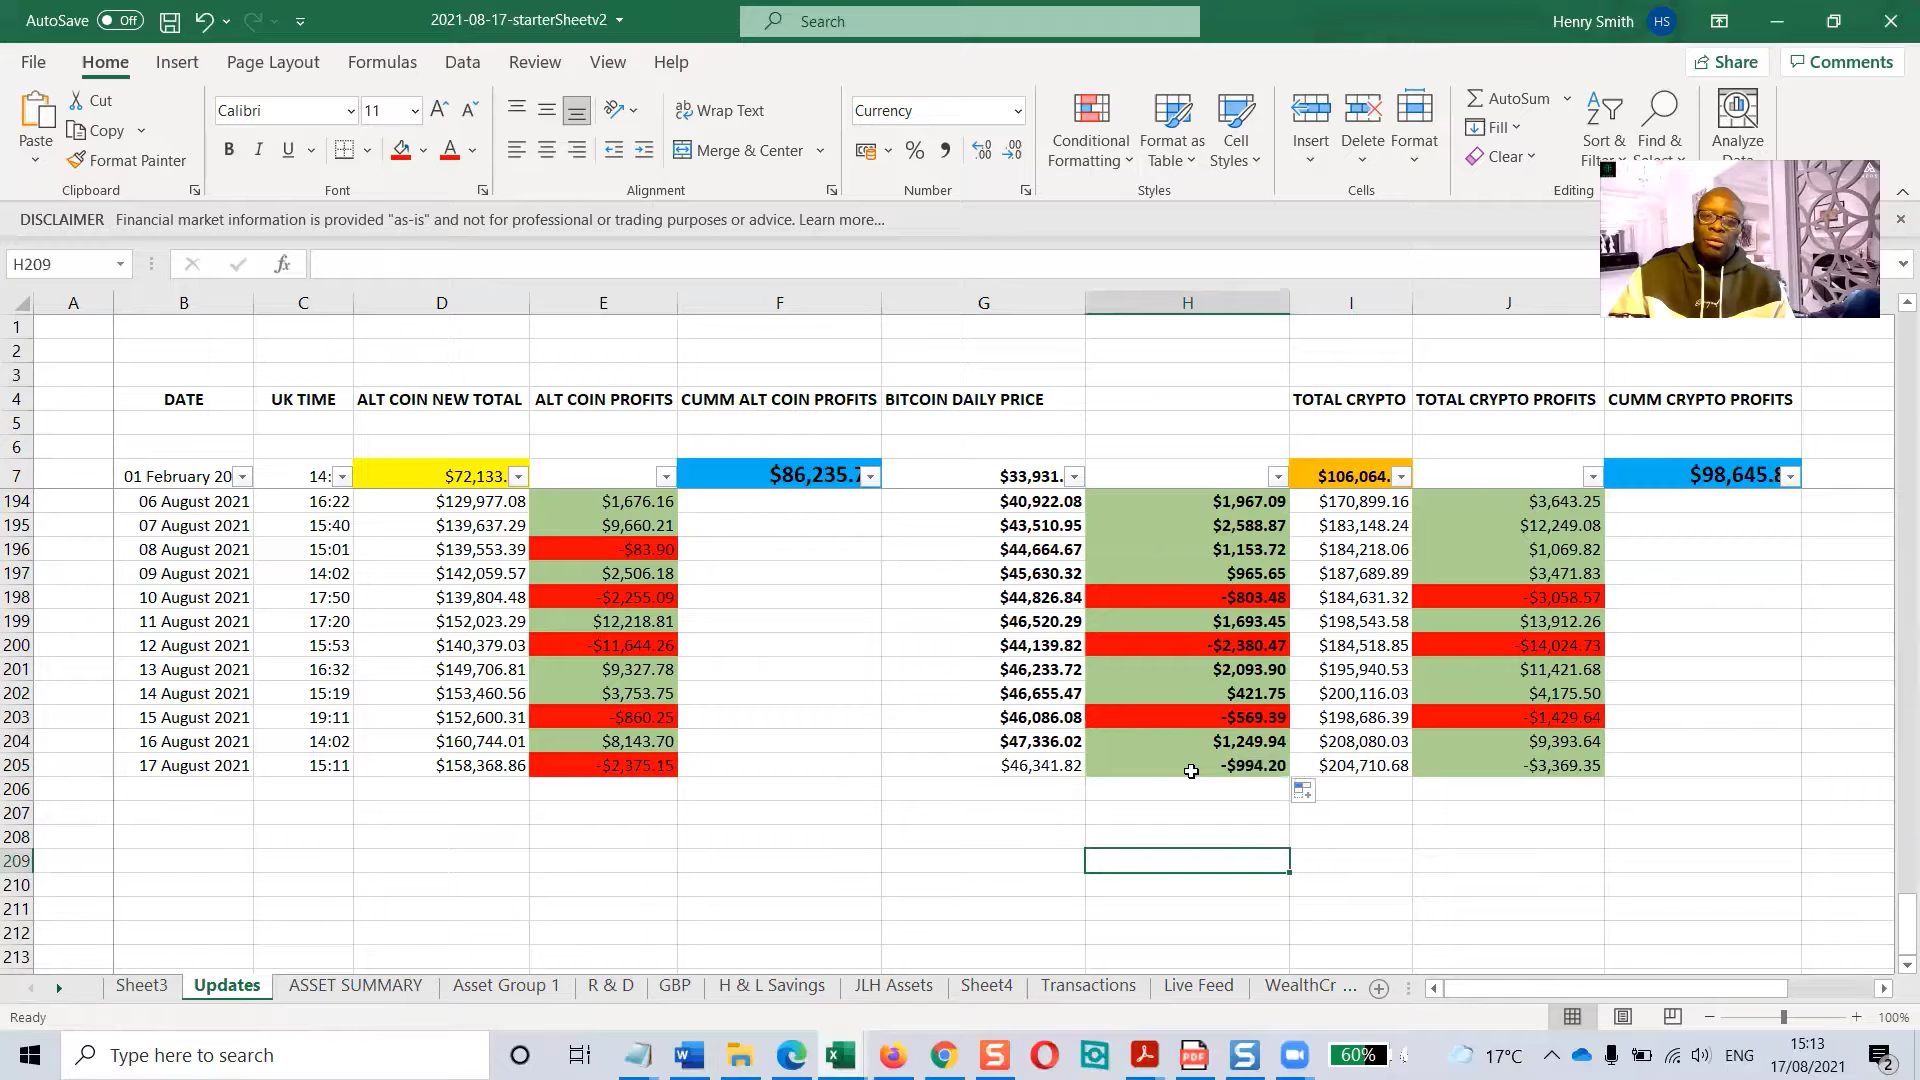 AutoSave Off 2021-08-17-starterSheetv2 Search Henry Smith HS
File Home Insert Page Layout Formulas Data Review View Help Share Comments
Paste Cut Copy Format Painter Clipboard
Calibri 11 B I U A Font
ab Wrap Text Merge & Center Alignment
Currency % Number
Conditional Formatting Format as Table Cell Styles Styles
Insert Delete Format Cells
AutoSum Fill Clear Sort & Find & Editing Analyze
DISCLAIMER Financial market information is provided "as-is" and not for professional or trading purposes or advice. Learn more...
H209 fx
A B C D E F G H I J
1
2
3
4 DATE UK TIME ALT COIN NEW TOTAL ALT COIN PROFITS CUMM ALT COIN PROFITS BITCOIN DAILY PRICE TOTAL CRYPTO TOTAL CRYPTO PROFITS CUMM CRYPTO PROFITS
5
6
7 01 February 20 14: $72,133. $86,235. $33,931. $106,064. $98,645.
194 06 August 2021 16:22 $129,977.08 $1,676.16 $40,922.08 $1,967.09 $170,899.16 $3,643.25
195 07 August 2021 15:40 $139,637.29 $9,660.21 $43,510.95 $2,588.87 $183,148.24 $12,249.08
196 08 August 2021 15:01 $139,553.39 -$83.90 $44,664.67 $1,153.72 $184,218.06 $1,069.82
197 09 August 2021 14:02 $142,059.57 $2,506.18 $45,630.32 $965.65 $187,689.89 $3,471.83
198 10 August 2021 17:50 $139,804.48 -$2,255.09 $44,826.84 -$803.48 $184,631.32 -$3,058.57
199 11 August 2021 17:20 $152,023.29 $12,218.81 $46,520.29 $1,693.45 $198,543.58 $13,912.26
200 12 August 2021 15:53 $140,379.03 -$11,644.26 $44,139.82 -$2,380.47 $184,518.85 -$14,024.73
201 13 August 2021 16:32 $149,706.81 $9,327.78 $46,233.72 $2,093.90 $195,940.53 $11,421.68
202 14 August 2021 15:19 $153,460.56 $3,753.75 $46,655.47 $421.75 $200,116.03 $4,175.50
203 15 August 2021 19:11 $152,600.31 -$860.25 $46,086.08 -$569.39 $198,686.39 -$1,429.64
204 16 August 2021 14:02 $160,744.01 $8,143.70 $47,336.02 $1,249.94 $208,080.03 $9,393.64
205 17 August 2021 15:11 $158,368.86 -$2,375.15 $46,341.82 -$994.20 $204,710.68 -$3,369.35
206
207
208
209
210
211
212
213
Sheet3 Updates ASSET SUMMARY Asset Group 1 R & D GBP H & L Savings JLH Assets Sheet4 Transactions Live Feed WealthCr ...
Ready 100%
Type here to search 60% 17°C ENG 15:13
17/08/2021 2